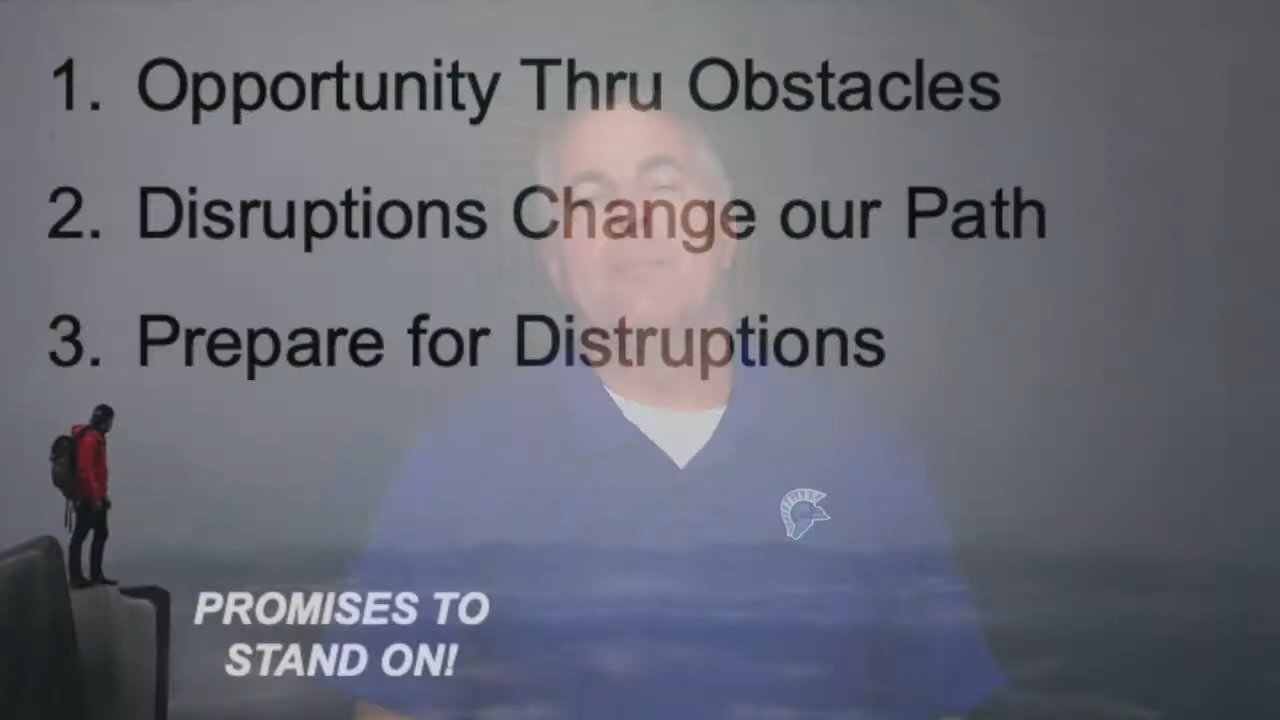 1. Opportunity Thru Obstacles
2. Disruptions Change our Path
3. Prepare for Distruptions
PROMISES TO
STAND ON!